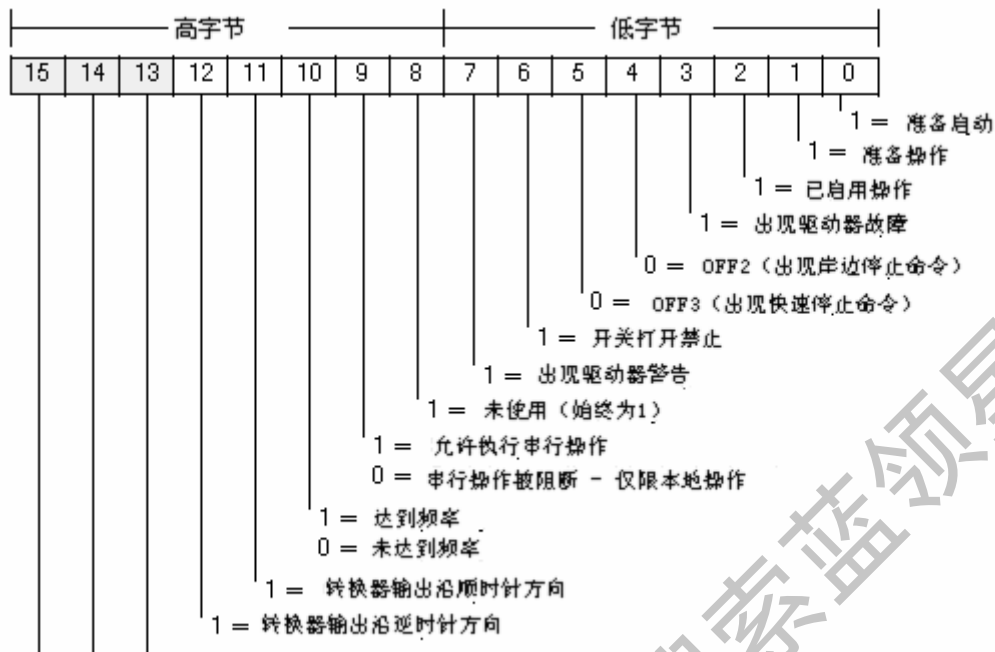 高字节 低字节
15 14 13 12 11 10 9 8 7 6 5 4 3 2 1 0
1 = 准备启动
1 = 准备操作
1 = 已启用操作
1 = 出现驱动器故障
0 = OFF2（出现岸边停止命令）
0 = OFF3（出现快速停止命令）
1 = 开关打开禁止
1 = 出现驱动器警告
1 = 未使用（始终为1）
1 = 允许执行串行操作
0 = 串行操作被阻断 - 仅限本地操作
1 = 达到频率
0 = 未达到频率
1 = 转换器输出沿顺时针方向
1 = 转换器输出沿逆时针方向
搜索蓝领星